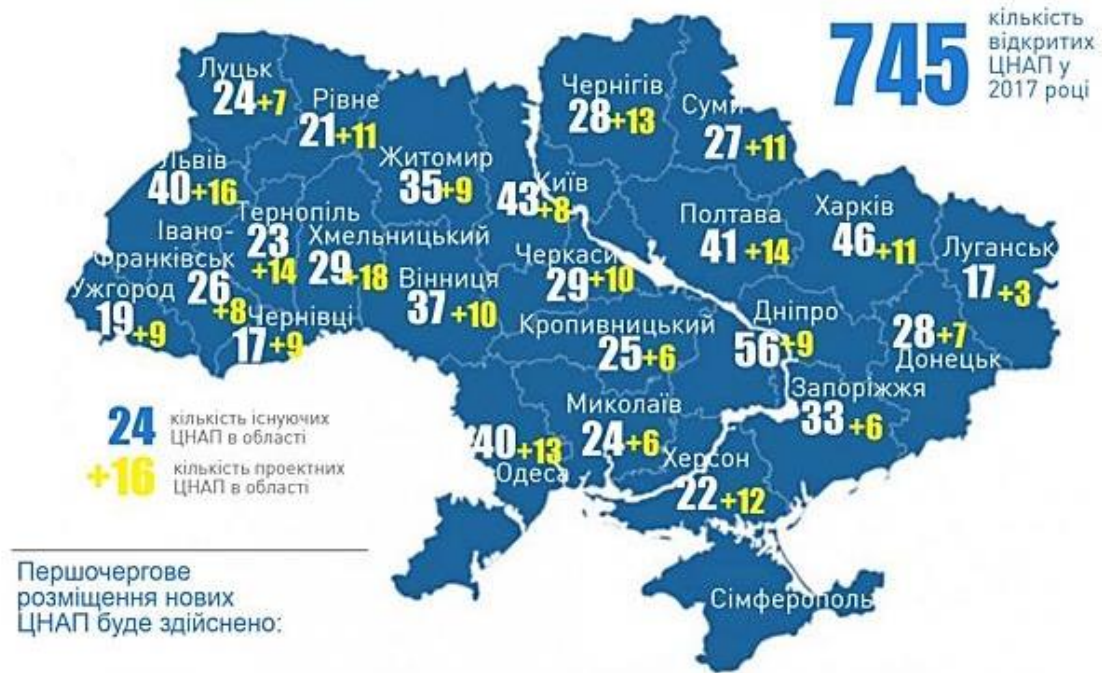 745
кількість
відкритих
ЦНАП у
2017 році
Луцьк
24+7
Рівне
21+11
Чернігів
28+13
Суми
27+11
Львів
40+16
Житомир
35+9
Київ
43+8
Тернопіль
23
+14
Хмельницький
29+18
Івано-
Франківськ
26
+8
Ужгород
19+9
Чернівці
17+9
Вінниця
37+10
Черкаси
29+10
Полтава
41+14
Харків
46+11
Луганськ
17+3
Кропивницький
25+6
Дніпро
56+9
28+7
Донецьк
Запоріжжя
33+6
Миколаїв
24+6
40+13
Одеса
Херсон
22+12
Сімферополь
24 кількість існуючих
ЦНАП в області
+16 кількість проектних
ЦНАП в області
Першочергове
розміщення нових
ЦНАП буде здійснено: